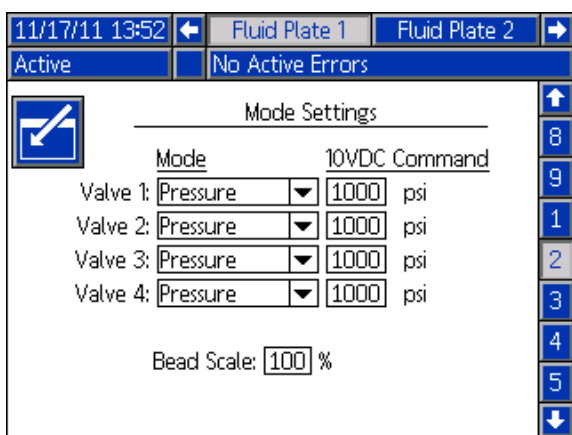 11/17/11 13:52 Fluid Plate 1 Fluid Plate 2
Active No Active Errors
Mode Settings
Mode 10VDC Command
Valve 1: Pressure 1000 psi
Valve 2: Pressure 1000 psi
Valve 3: Pressure 1000 psi
Valve 4: Pressure 1000 psi
Bead Scale: 100 %
8
9
1
2
3
4
5